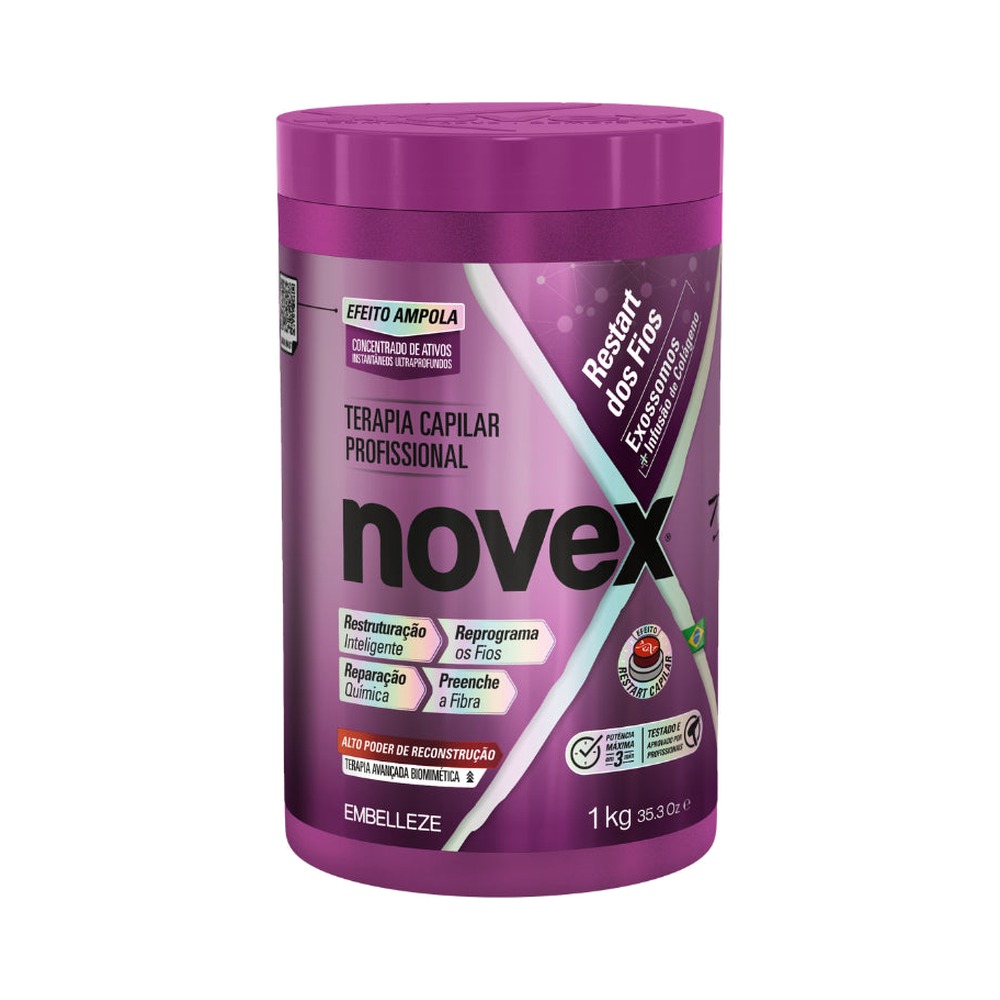 EFEITO AMPOLA
CONCENTRADO DE ATIVOS
INSTANTÂNEOS ULTRAPROFUNDOS
TERAPIA CAPILAR
PROFISSIONAL
Restart
dos Fios
Exossomos
+ Infusão de Colágeno
novex®
Restruturação
Inteligente
Reprograma
os Fios
Reparação
Química
Preenche
a Fibra
EFEITO
RESTART CAPILAR
ALTO PODER DE RECONSTRUÇÃO
TERAPIA AVANÇADA BIOMIMÉTICA
POTÊNCIA
MÁXIMA
em 3 min
TESTADO E
APROVADO POR
PROFISSIONAIS
EMBELLEZE
1 kg 35.3 Oz ℮